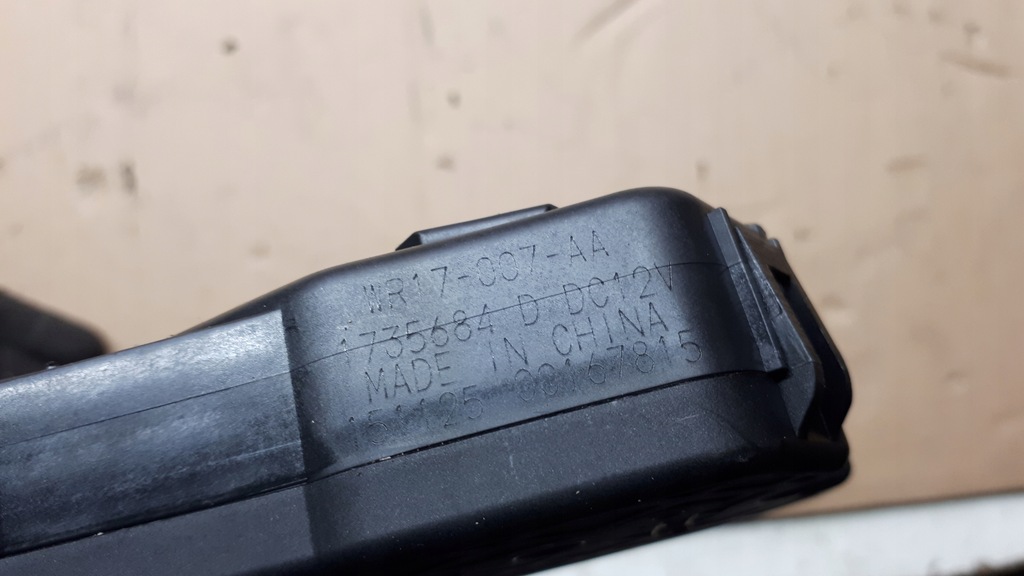 WR17-007-AA
1735684 D DC12V
MADE IN CHINA
151125 00167815